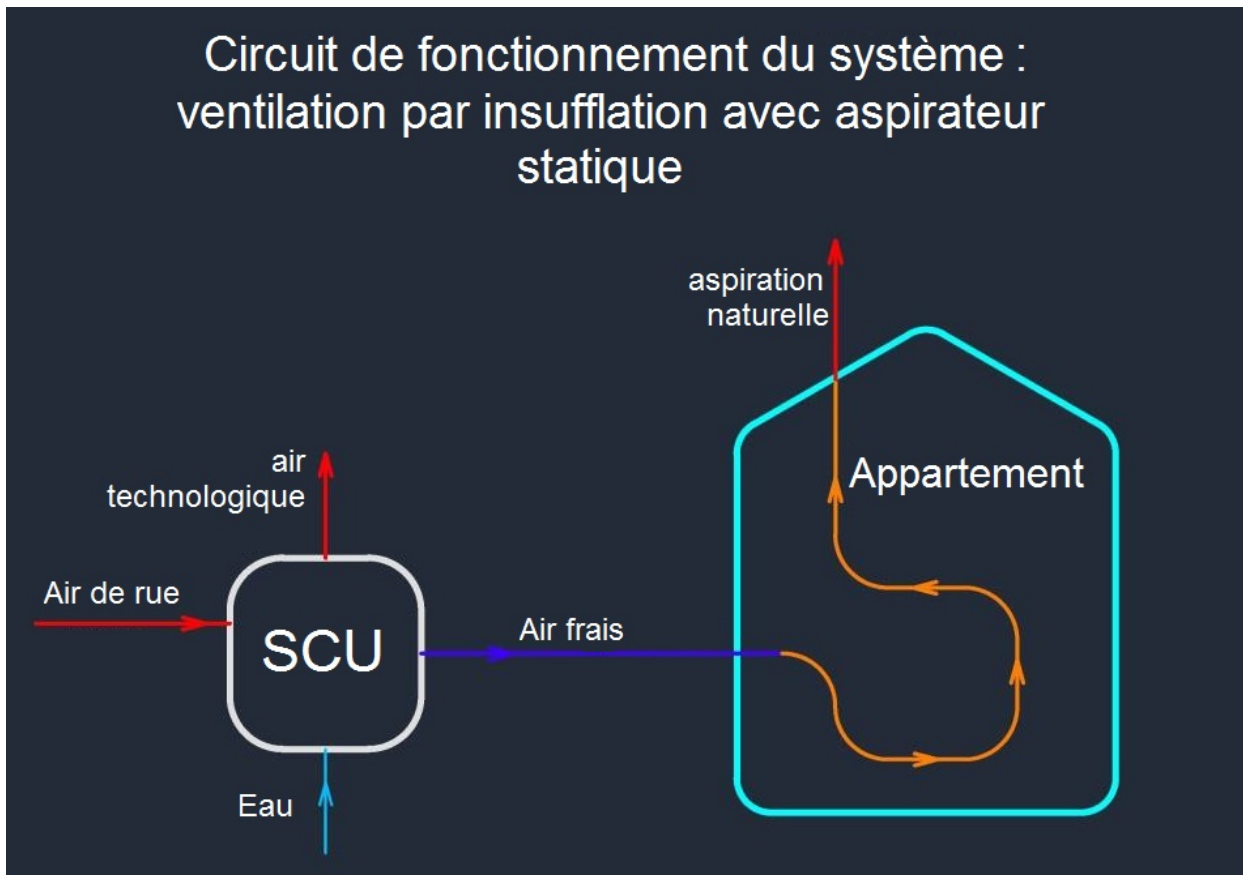 Circuit de fonctionnement du système :
ventilation par insufflation avec aspirateur
statique
aspiration
naturelle
air
technologique
Appartement
Air de rue
SCU
Air frais
Eau